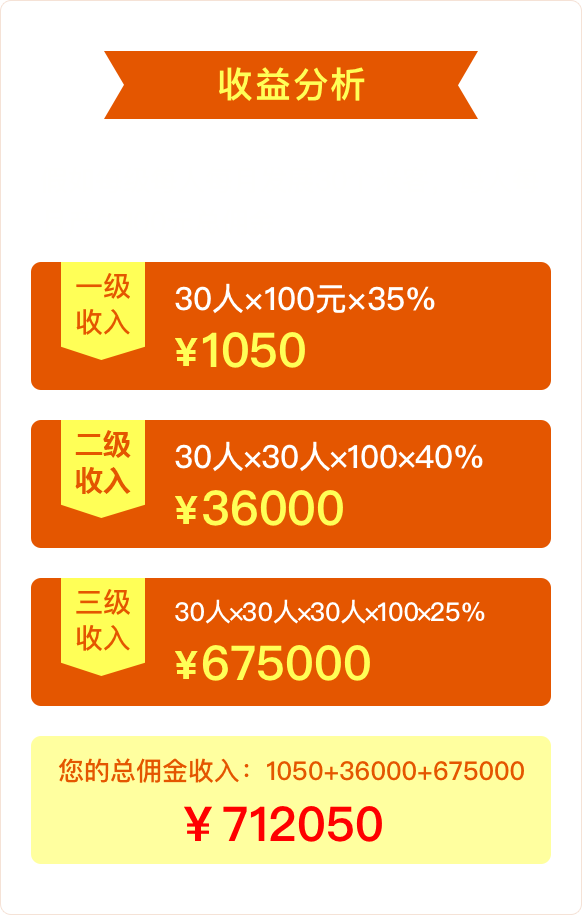 收益分析
一级
收入
30人×100元×35%
¥1050
二级
收入
30人×30人×100×40%
¥36000
三级
收入
30人×30人×30人×100×25%
¥675000
您的总佣金收入：1050+36000+675000
¥ 712050